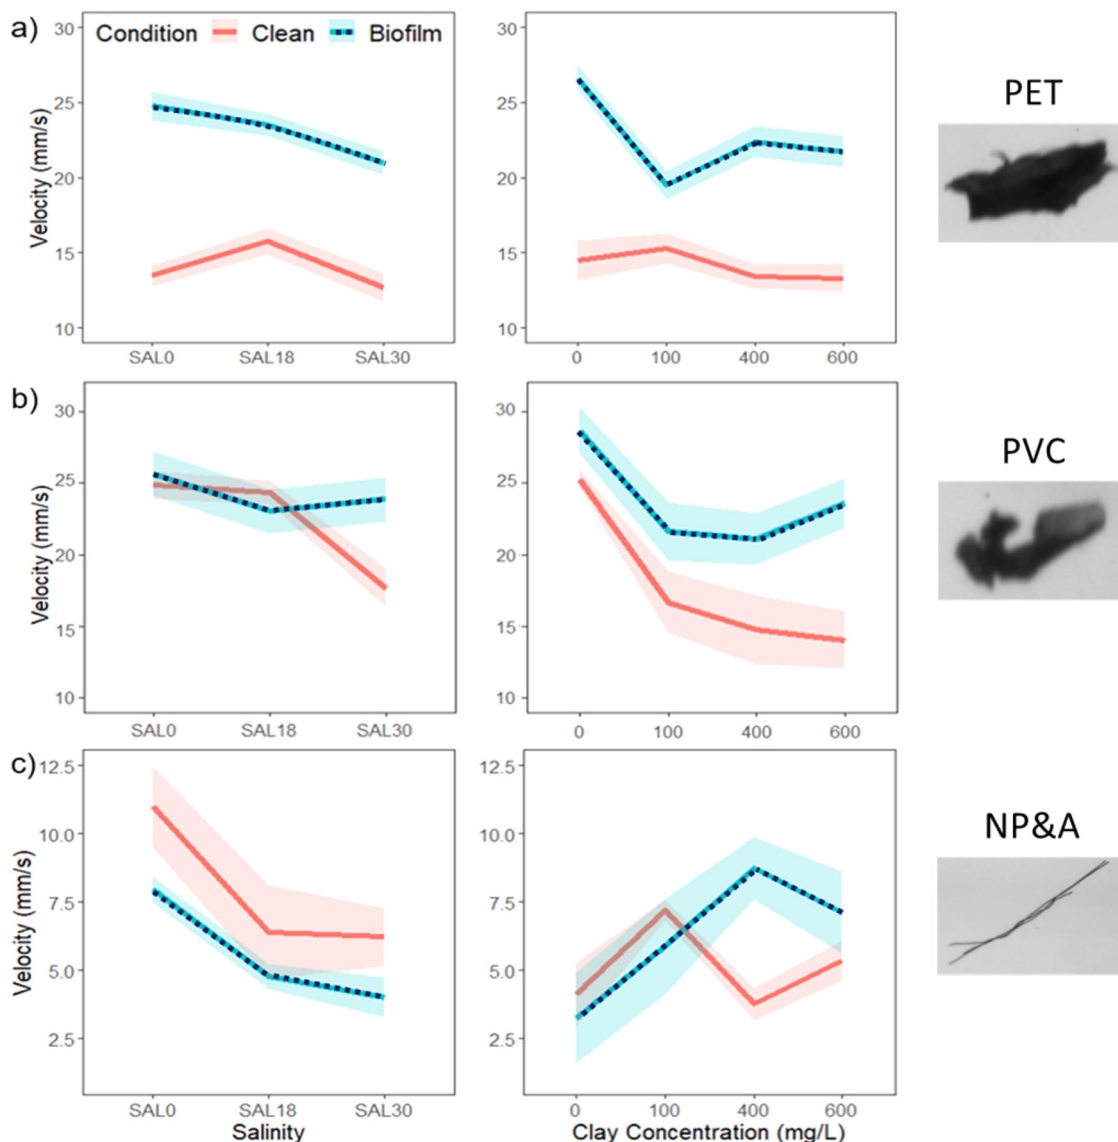 a)
Condition Clean Biofilm
30
25
20
15
10
Velocity (mm/s)
SAL0 SAL18 SAL30
30
25
20
15
10
0 100 400 600
PET
b)
30
25
20
15
10
Velocity (mm/s)
SAL0 SAL18 SAL30
30
25
20
15
10
0 100 400 600
PVC
c)
12.5
10.0
7.5
5.0
2.5
Velocity (mm/s)
SAL0 SAL18 SAL30
Salinity
12.5
10.0
7.5
5.0
2.5
0 100 400 600
Clay Concentration (mg/L)
NP&A